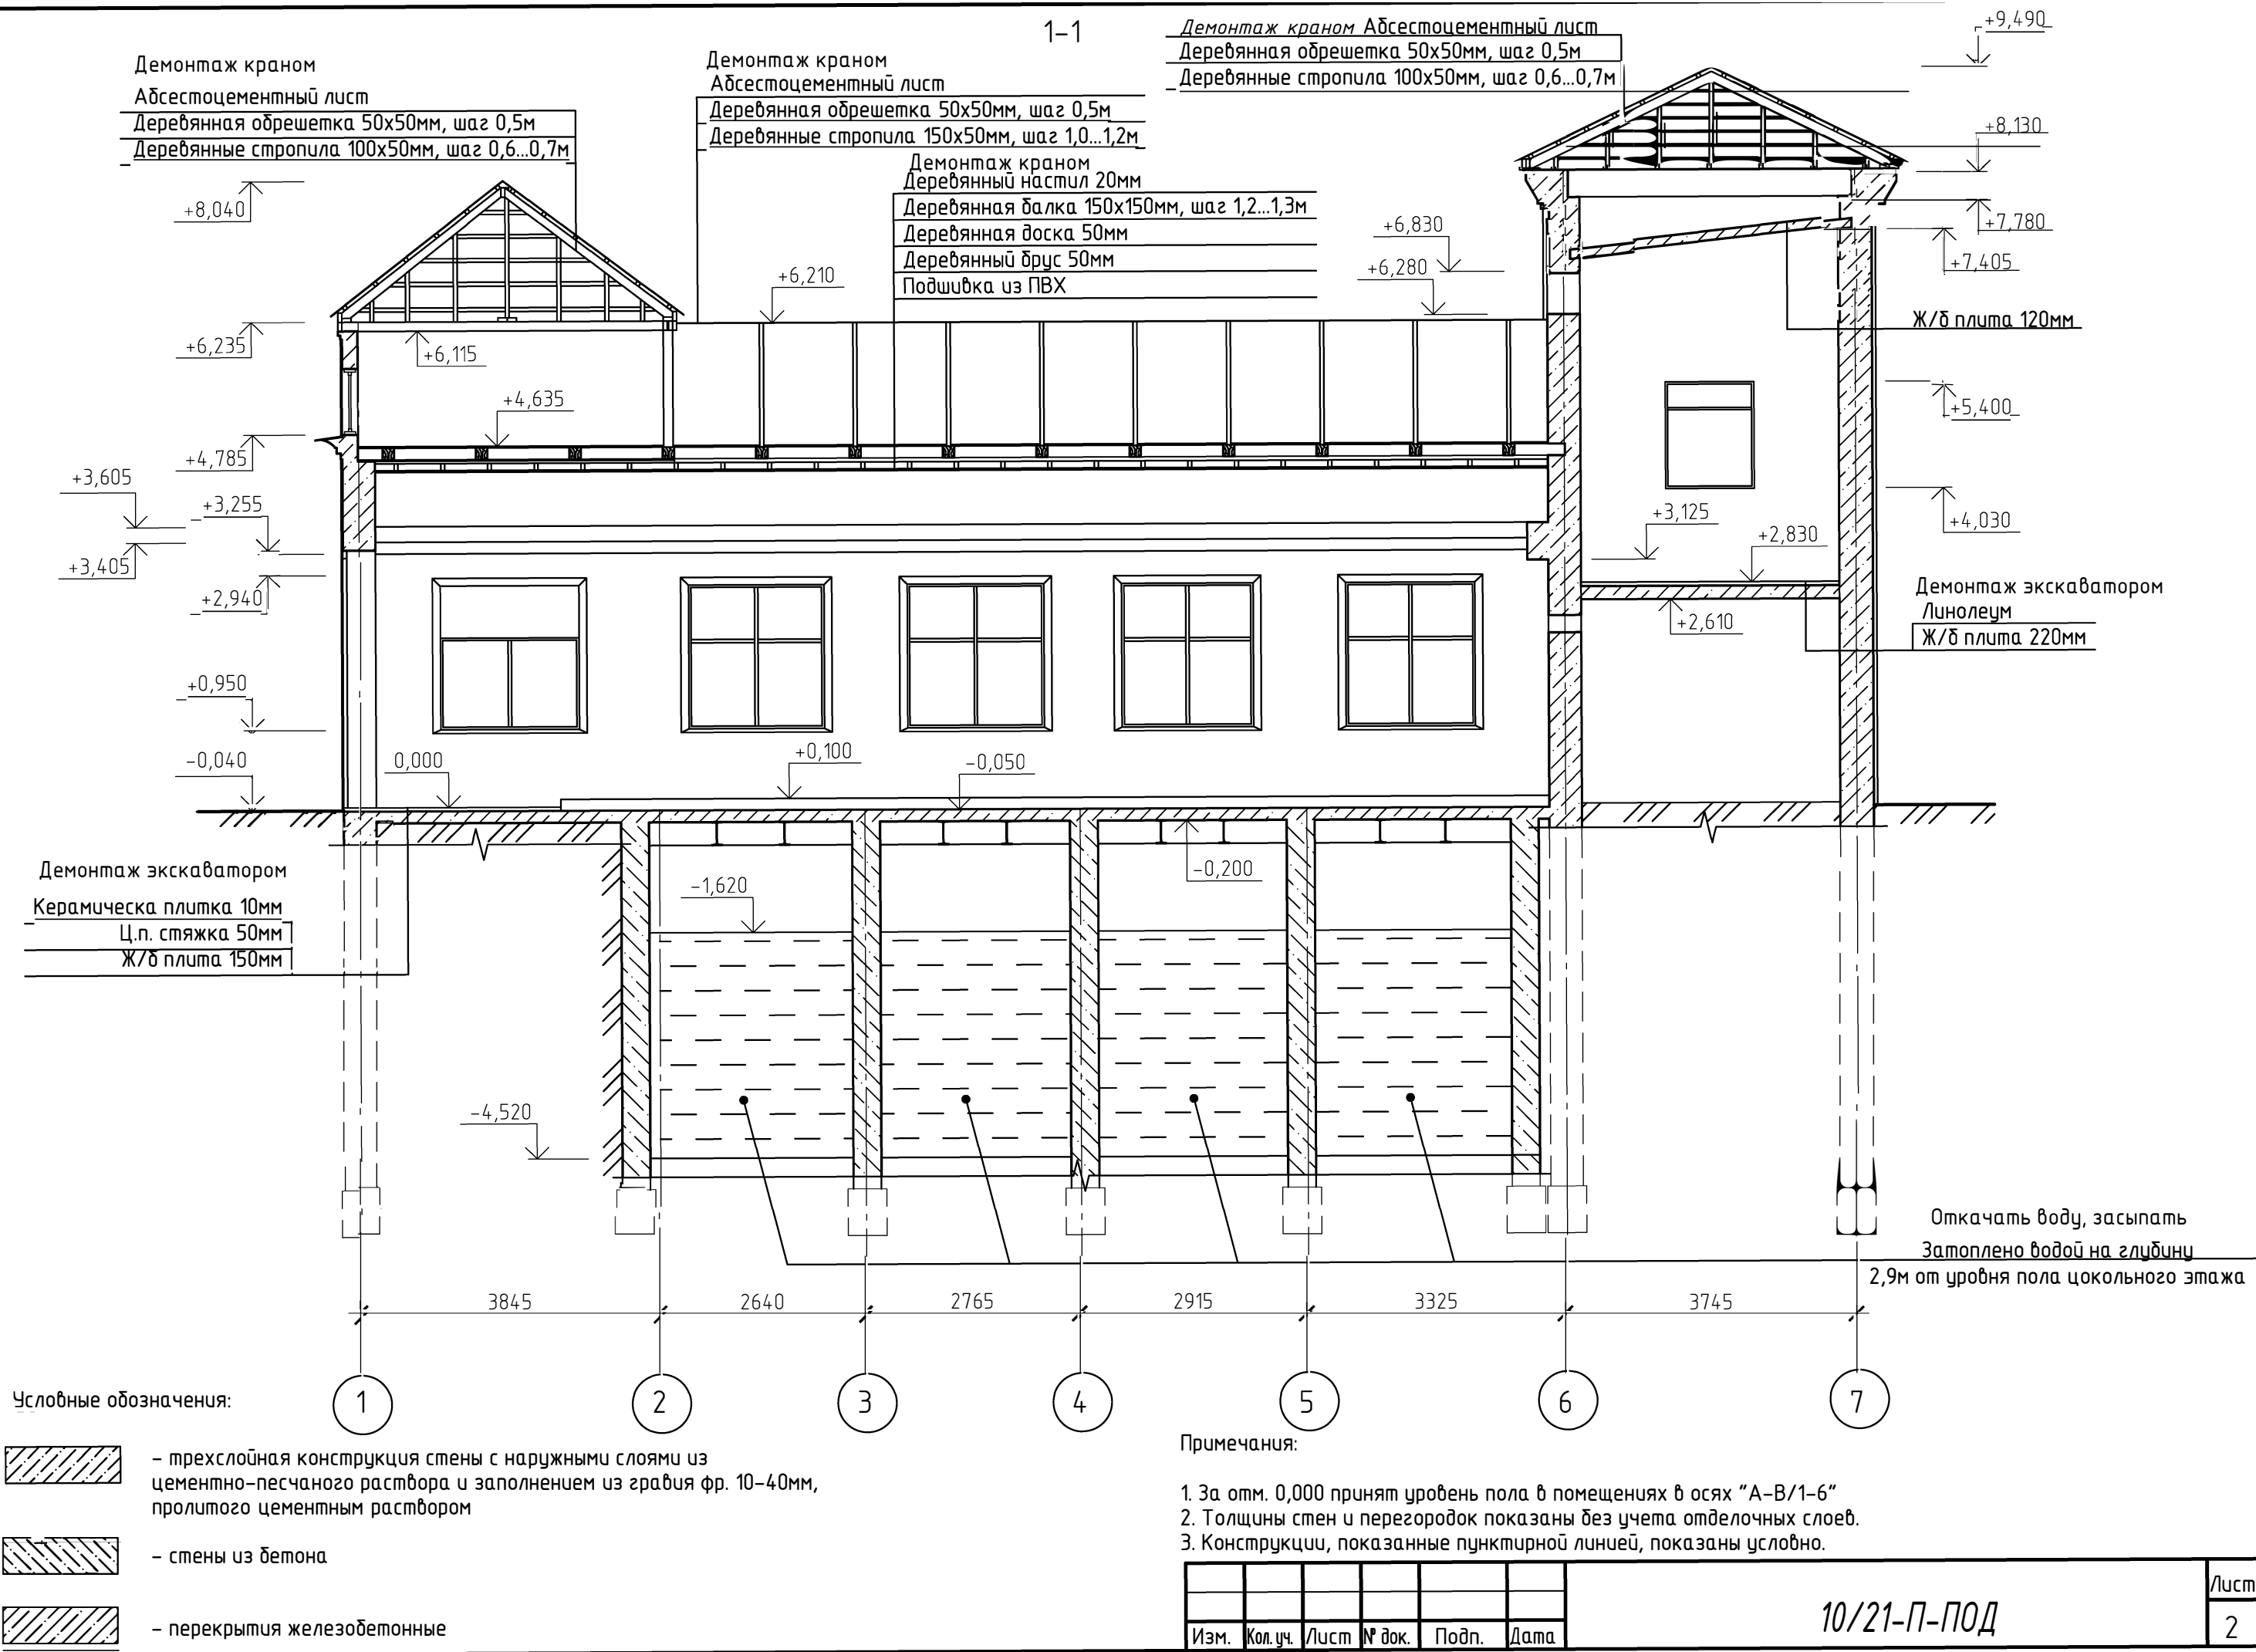 1-1
Демонтаж краном
Абсестоцементный лист
Деревянная обрешетка 50х50мм, шаг 0,5м
Деревянные стропила 100х50мм, шаг 0,6...0,7м
Демонтаж краном
Абсестоцементный лист
Деревянная обрешетка 50х50мм, шаг 0,5м
Деревянные стропила 150х50мм, шаг 1,0...1,2м
Демонтаж краном
Деревянный настил 20мм
Деревянная балка 150х150мм, шаг 1,2...1,3м
Деревянная доска 50мм
Деревянный брус 50мм
Подшивка из ПВХ
Демонтаж краном Абсестоцементный лист
Деревянная обрешетка 50х50мм, шаг 0,5м
Деревянные стропила 100х50мм, шаг 0,6...0,7м
+9,490
+8,130
+7,780
+7,405
Ж/б плита 120мм
+5,400
+4,030
+8,040
+6,235
+6,115
+4,635
+4,785
+3,605
+3,255
+3,405
+2,940
+0,950
-0,040
0,000
+6,210
+6,830
+6,280
+3,125
+2,830
+2,610
Демонтаж экскаватором
Линолеум
Ж/б плита 220мм
+0,100
-0,050
-0,200
-1,620
-4,520
Демонтаж экскаватором
Керамическа плитка 10мм
Ц.п. стяжка 50мм
Ж/б плита 150мм
Откачать воду, засыпать
Затоплено водой на глубину
2,9м от уровня пола цокольного этажа
3845 2640 2765 2915 3325 3745
1 2 3 4 5 6 7
Условные обозначения:
- трехслойная конструкция стены с наружными слоями из
цементно-песчаного раствора и заполнением из гравия фр. 10-40мм,
пролитого цементным раствором
- стены из бетона
- перекрытия железобетонные
Примечания:
1. За отм. 0,000 принят уровень пола в помещениях в осях "А-В/1-6"
2. Толщины стен и перегородок показаны без учета отделочных слоев.
3. Конструкции, показанные пунктирной линией, показаны условно.
Изм. Кол.уч. Лист № док. Подп. Дата
10/21-П-ПОД
Лист
2